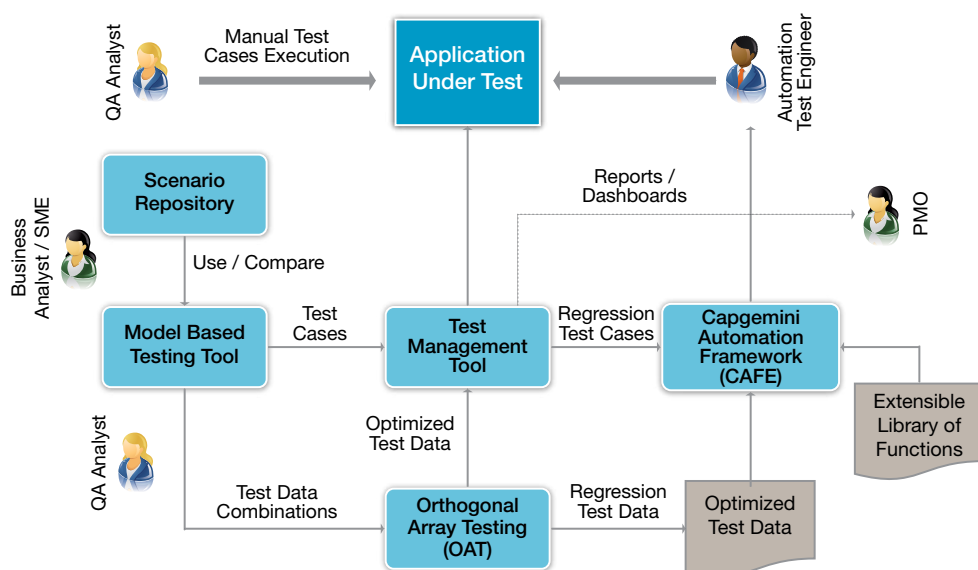 QA Analyst
Manual Test
Cases Execution
Application
Under Test
Automation
Test Engineer
Scenario
Repository
Reports /
Dashboards
PMO
Business
Analyst / SME
Use / Compare
Model Based
Testing Tool
Test
Cases
Test
Management
Tool
Regression
Test Cases
Capgemini
Automation
Framework
(CAFE)
Extensible
Library of
Functions
QA Analyst
Optimized
Test Data
Test Data
Combinations
Orthogonal
Array Testing
(OAT)
Regression
Test Data
Optimized
Test Data